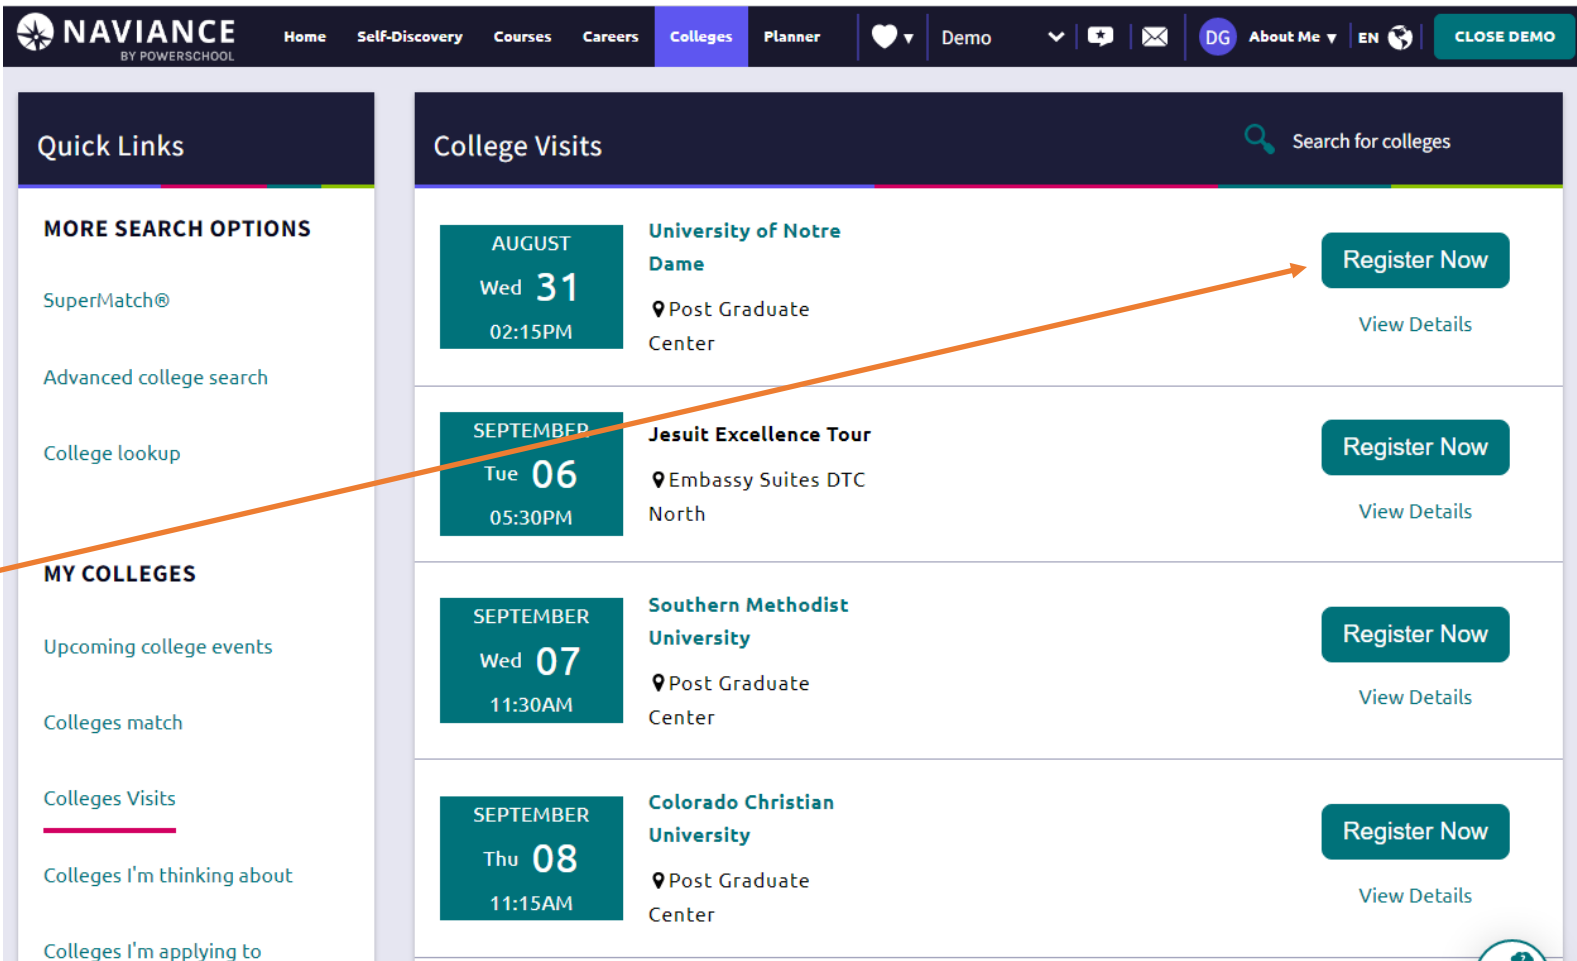 NAVIANCE
BY POWERSCHOOL
Home Self-Discovery Courses Careers Colleges Planner Demo DG About Me EN CLOSE DEMO
Quick Links
MORE SEARCH OPTIONS
SuperMatch®
Advanced college search
College lookup
MY COLLEGES
Upcoming college events
Colleges match
Colleges Visits
Colleges I'm thinking about
Colleges I'm applying to
College Visits
Search for colleges
AUGUST
Wed 31
02:15PM
University of Notre
Dame
Post Graduate
Center
Register Now
View Details
SEPTEMBER
Tue 06
05:30PM
Jesuit Excellence Tour
Embassy Suites DTC
North
Register Now
View Details
SEPTEMBER
Wed 07
11:30AM
Southern Methodist
University
Post Graduate
Center
Register Now
View Details
SEPTEMBER
Thu 08
11:15AM
Colorado Christian
University
Post Graduate
Center
Register Now
View Details